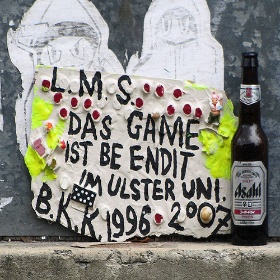 L.M.S.
DAS GAME
IST BE ENDIT
IM ULSTER UNI.
B.K.K 1996 2007
Asahi